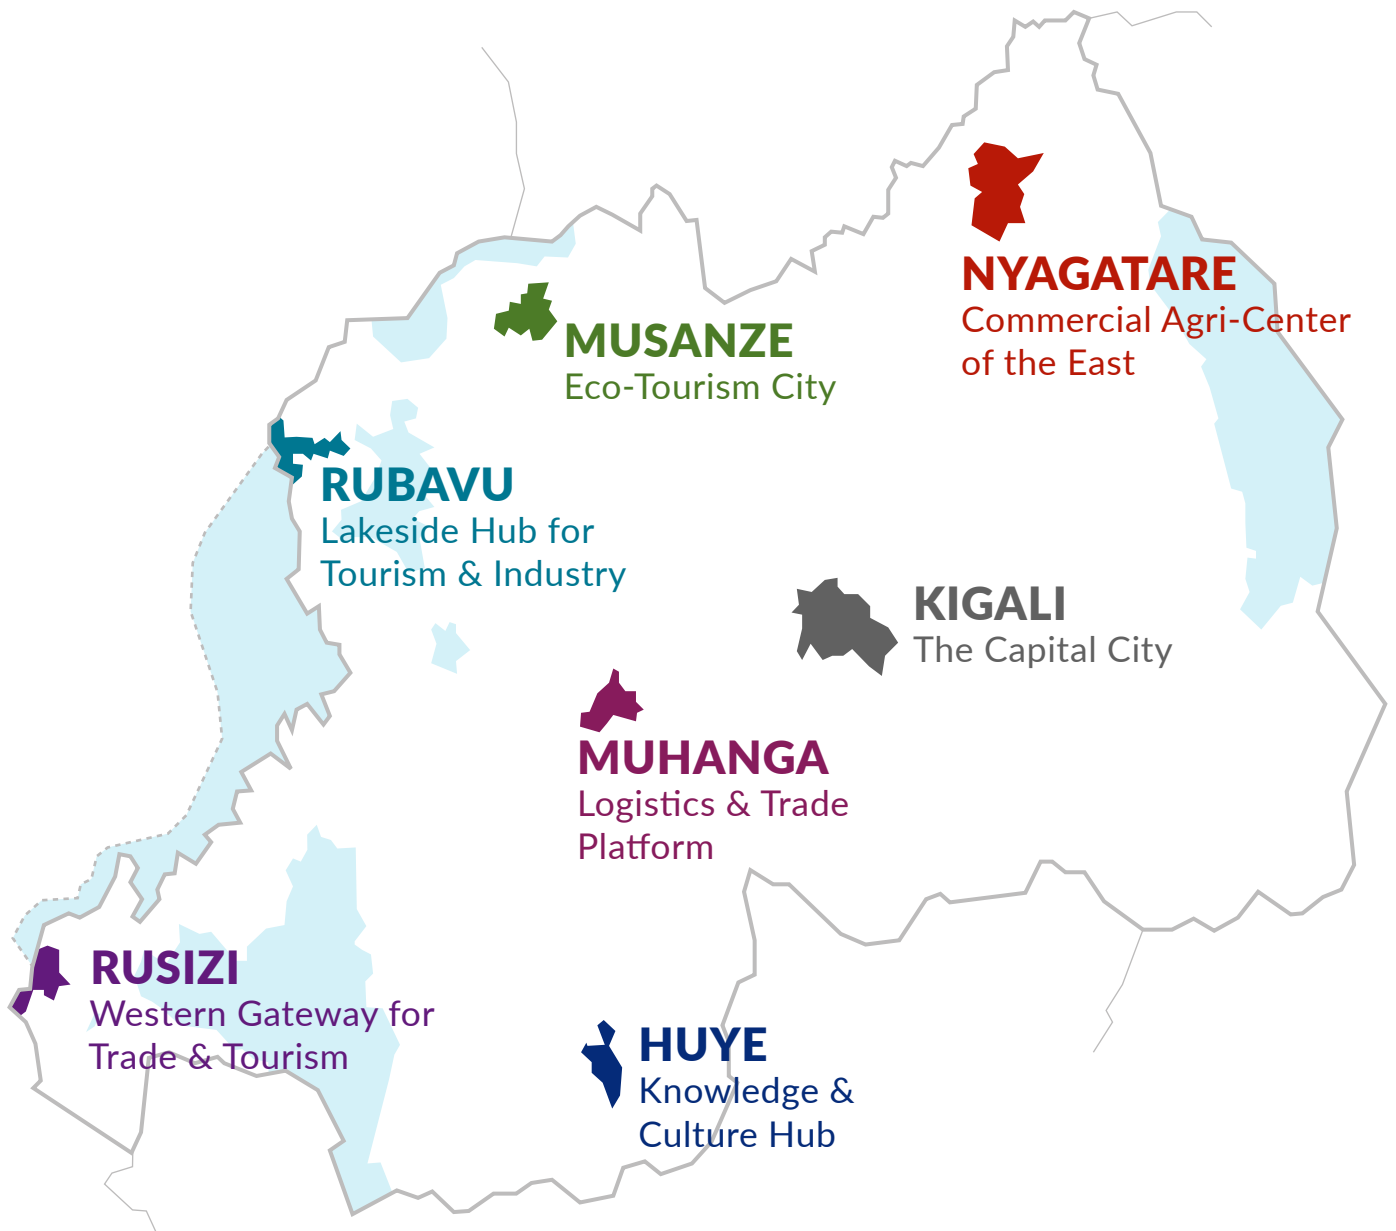 NYAGATARE
Commercial Agri-Center
of the East
MUSANZE
Eco-Tourism City
RUBAVU
Lakeside Hub for
Tourism & Industry
KIGALI
The Capital City
MUHANGA
Logistics & Trade
Platform
RUSIZI
Western Gateway for
Trade & Tourism
HUYE
Knowledge &
Culture Hub